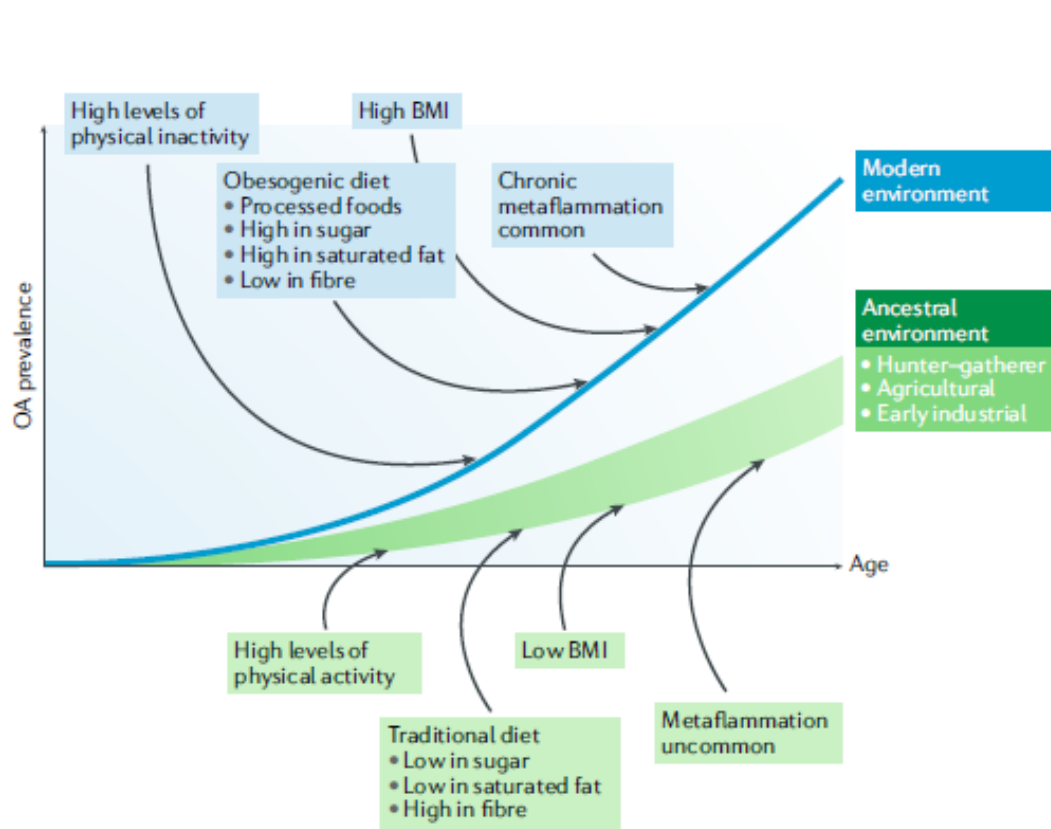 High levels of
physical inactivity
High BMI
Obesogenic diet
• Processed foods
• High in sugar
• High in saturated fat
• Low in fibre
Chronic
metaflammation
common
Modern
environment
Ancestral
environment
• Hunter–gatherer
• Agricultural
• Early industrial
OA prevalence
Age
High levels of
physical activity
Low BMI
Traditional diet
• Low in sugar
• Low in saturated fat
• High in fibre
Metaflammation
uncommon